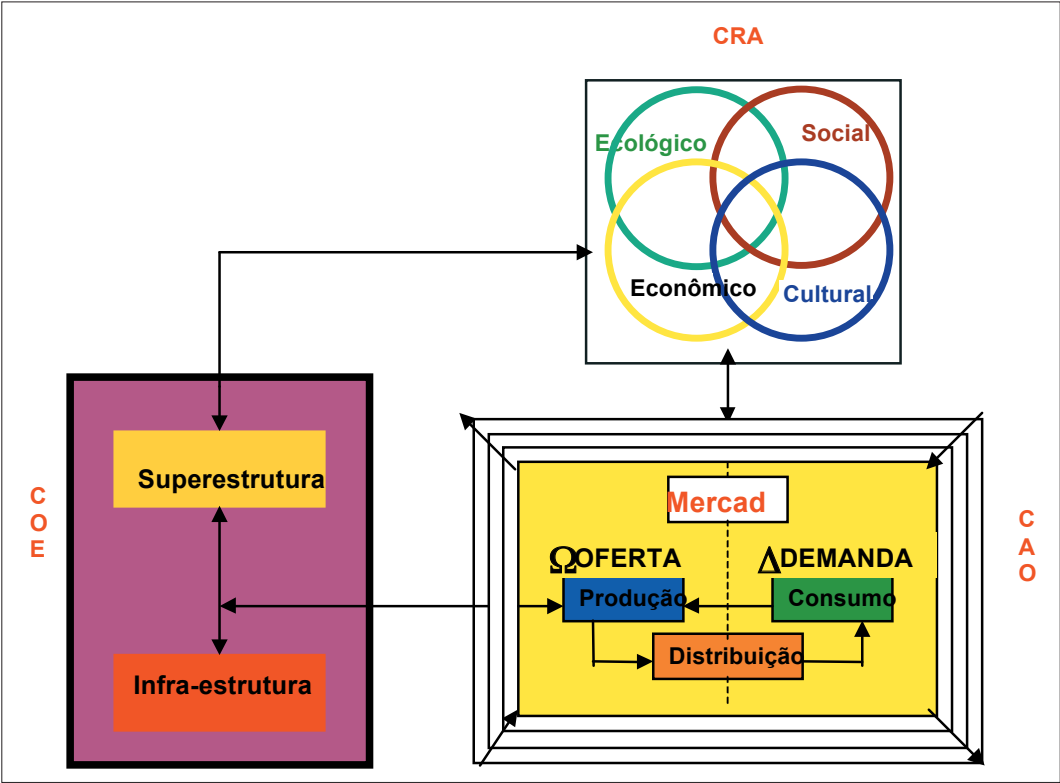 CRA
Ecológico
Social
Econômico
Cultural
C
O
E
Superestrutura
Infra-estrutura
Mercad
ΩOFERTA
ΔDEMANDA
Produção
Consumo
Distribuição
C
A
O